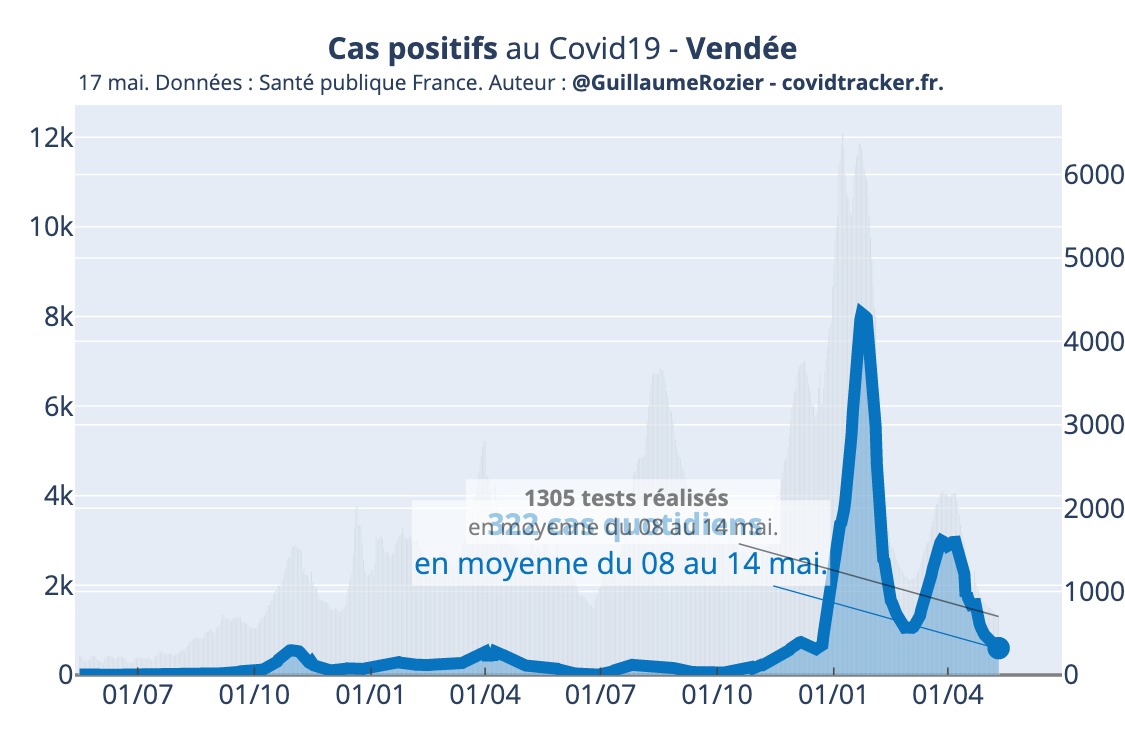 Cas positifs au Covid19 - Vendée
17 mai. Données : Santé publique France. Auteur : @GuillaumeRozier - covidtracker.fr.
12k
10k
8k
6k
4k
2k
0
6000
5000
4000
3000
2000
1000
0
1305 tests réalisés
en moyenne du 08 au 14 mai.
322 cas quotidiens
en moyenne du 08 au 14 mai.
01/07 01/10 01/01 01/04 01/07 01/10 01/01 01/04